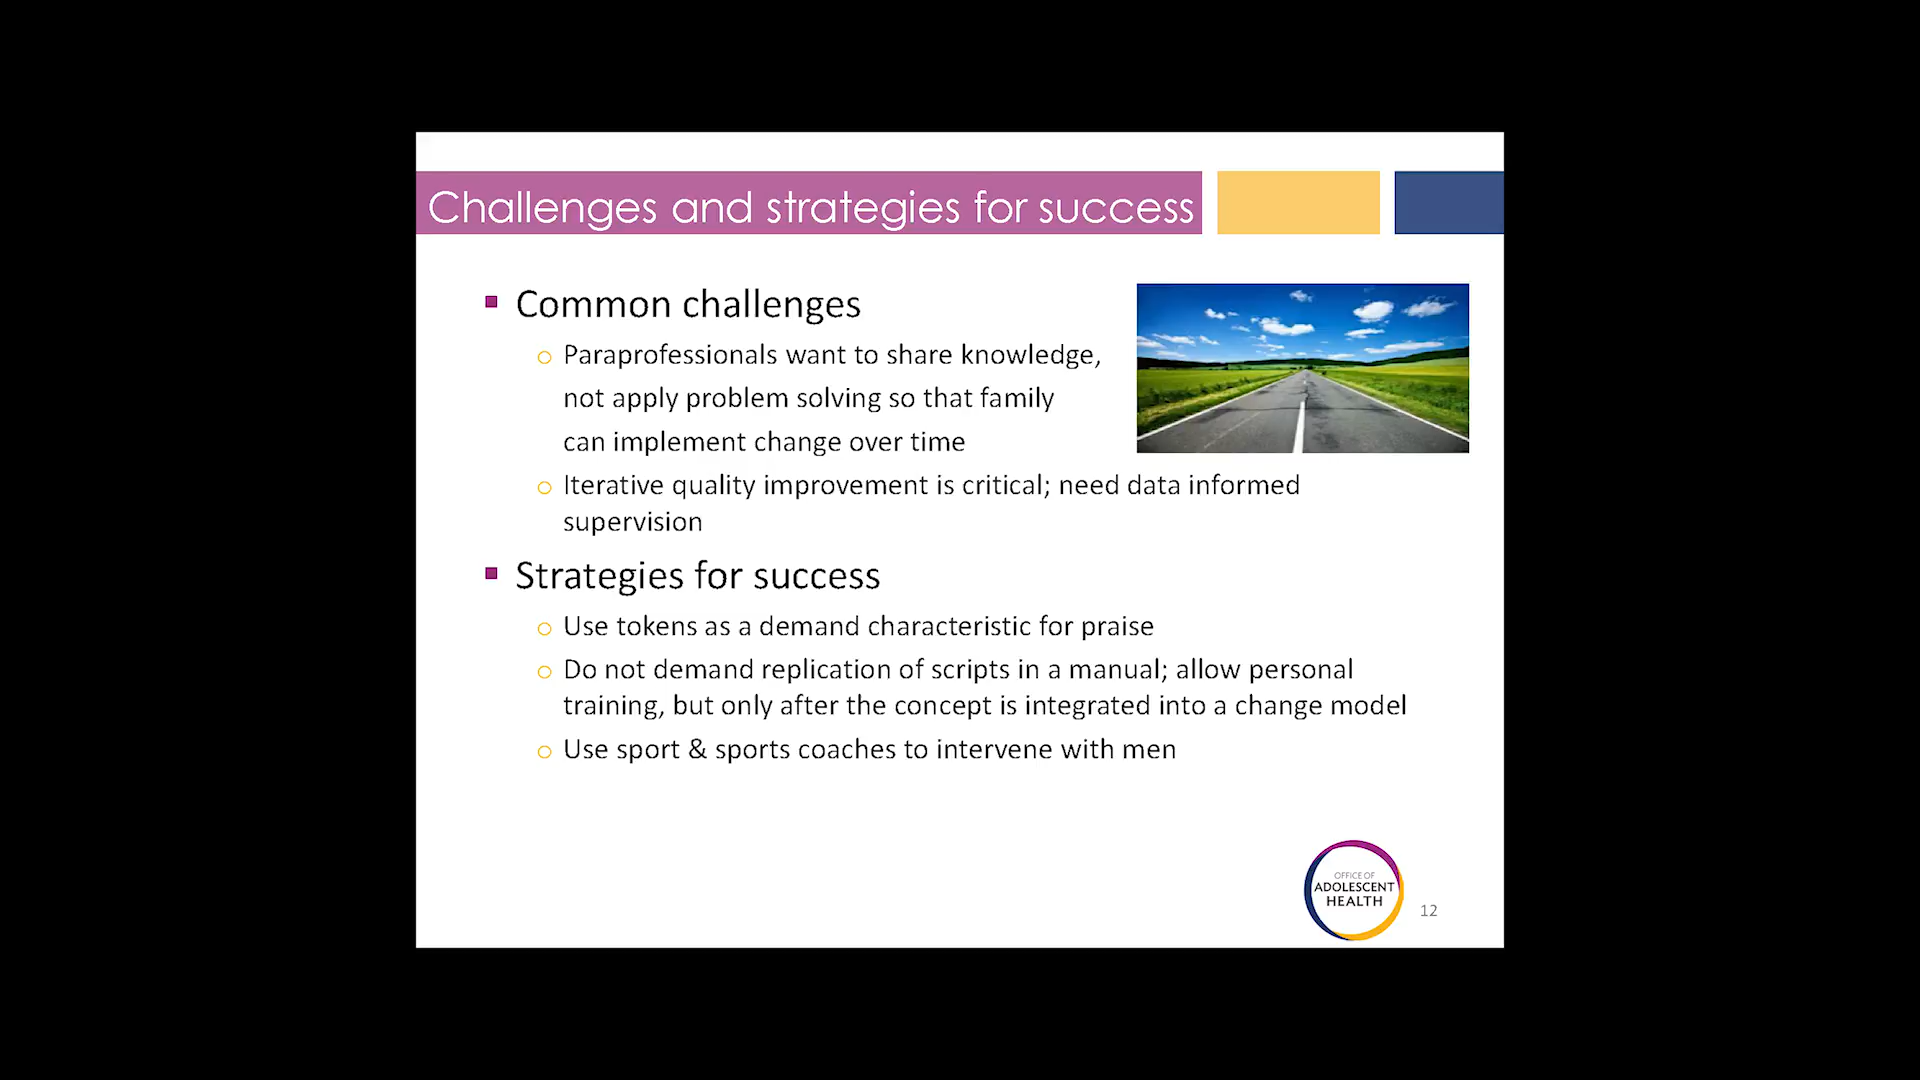 Challenges and strategies for success
Common challenges
Paraprofessionals want to share knowledge,
not apply problem solving so that family
can implement change over time
Iterative quality improvement is critical; need data informed
supervision
Strategies for success
Use tokens as a demand characteristic for praise
Do not demand replication of scripts in a manual; allow personal
training, but only after the concept is integrated into a change model
Use sport & sports coaches to intervene with men
OFFICE OF
ADOLESCENT
HEALTH
12